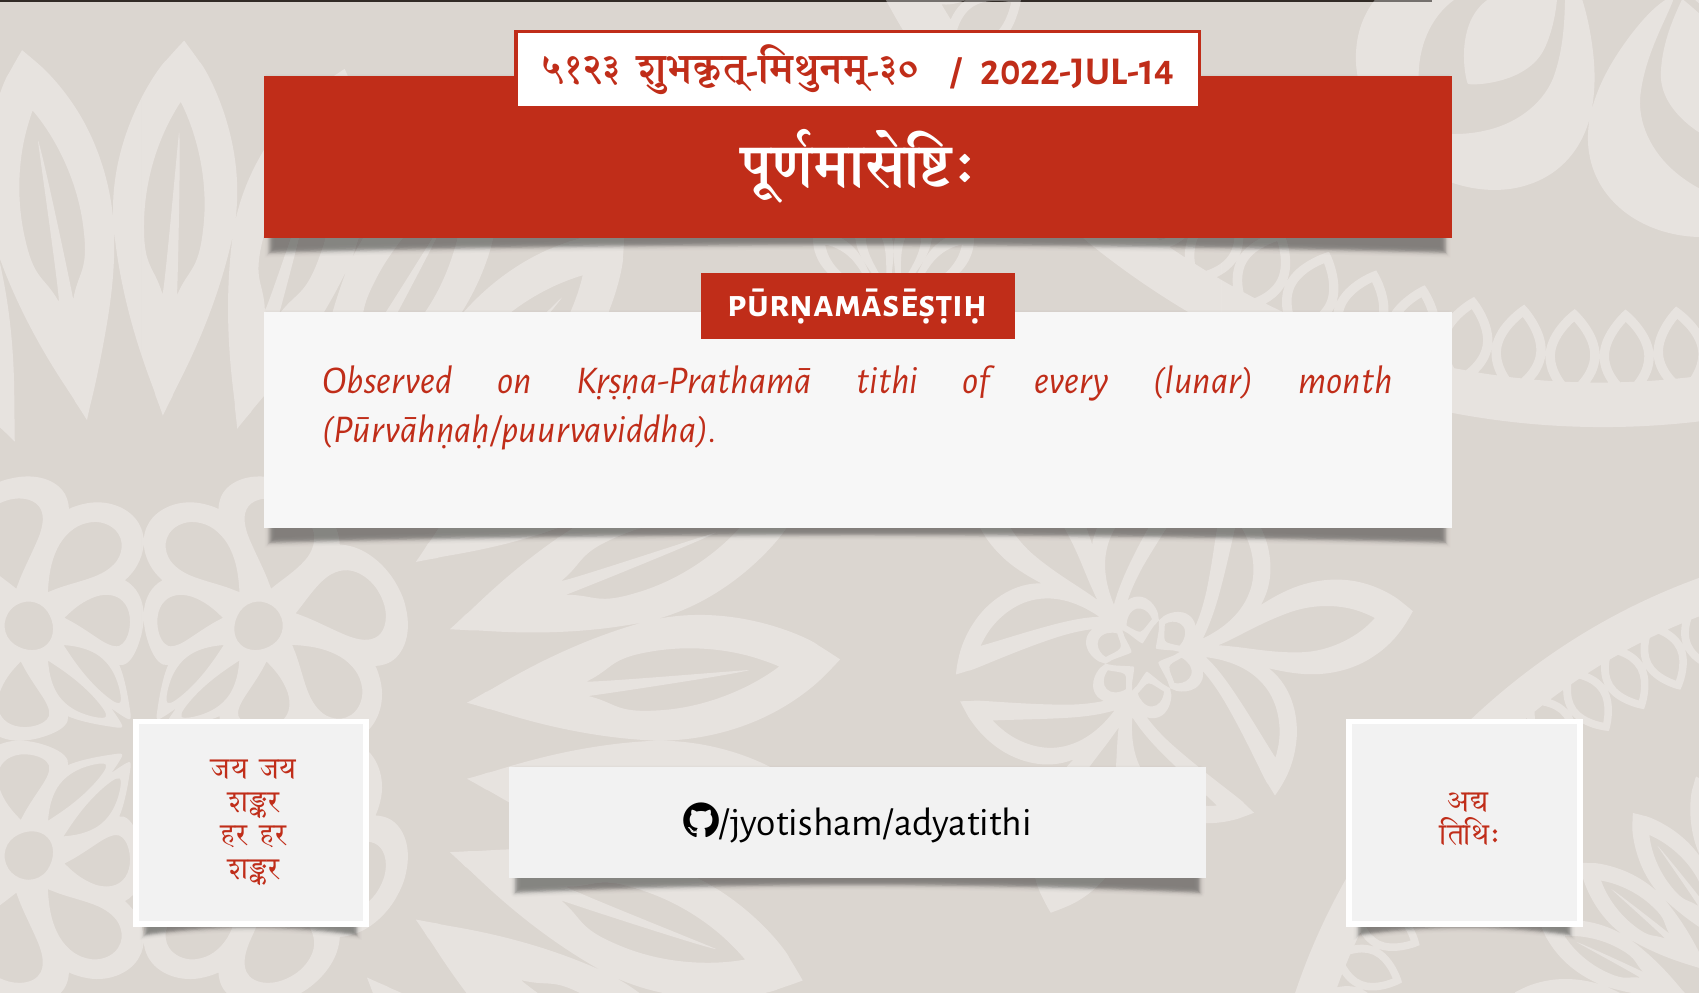 ५१२३ शुभकृत्-मिथुनम्-३० / 2022-JUL-14
पूर्णमासेष्टिः
PŪRṆAMĀSĒṢṬIḤ
Observed on Kṛṣṇa-Prathamā tithi of every (lunar) month
(Pūrvāhṇaḥ/puurvaviddha).
जय जय
शङ्कर
हर हर
शङ्कर
/jyotisham/adyatithi
अद्य
तिथिः